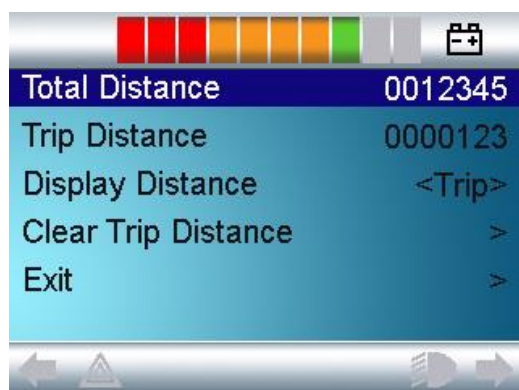 Total Distance 0012345
Trip Distance 0000123
Display Distance <Trip>
Clear Trip Distance >
Exit >